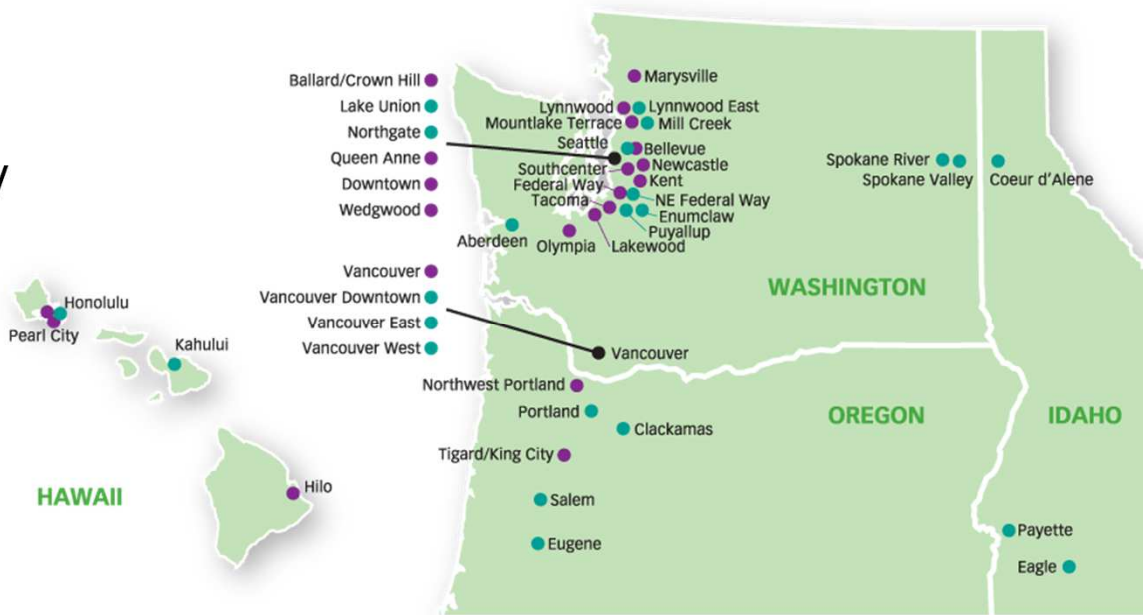 Ballard/Crown Hill
Lake Union
Northgate
Queen Anne
Downtown
Wedgwood
Vancouver
Vancouver Downtown
Vancouver East
Vancouver West
Marysville
Lynnwood
Lynnwood East
Mountlake Terrace
Mill Creek
Seattle
Bellevue
Southcenter
Newcastle
Federal Way
Kent
Tacoma
NE Federal Way
Enumclaw
Puyallup
Aberdeen
Olympia
Lakewood
Spokane River
Spokane Valley
Coeur d'Alene
WASHINGTON
Vancouver
Northwest Portland
Portland
Clackamas
Tigard/King City
Salem
Eugene
OREGON
IDAHO
Payette
Eagle
Honolulu
Pearl City
Kahului
Hilo
HAWAII